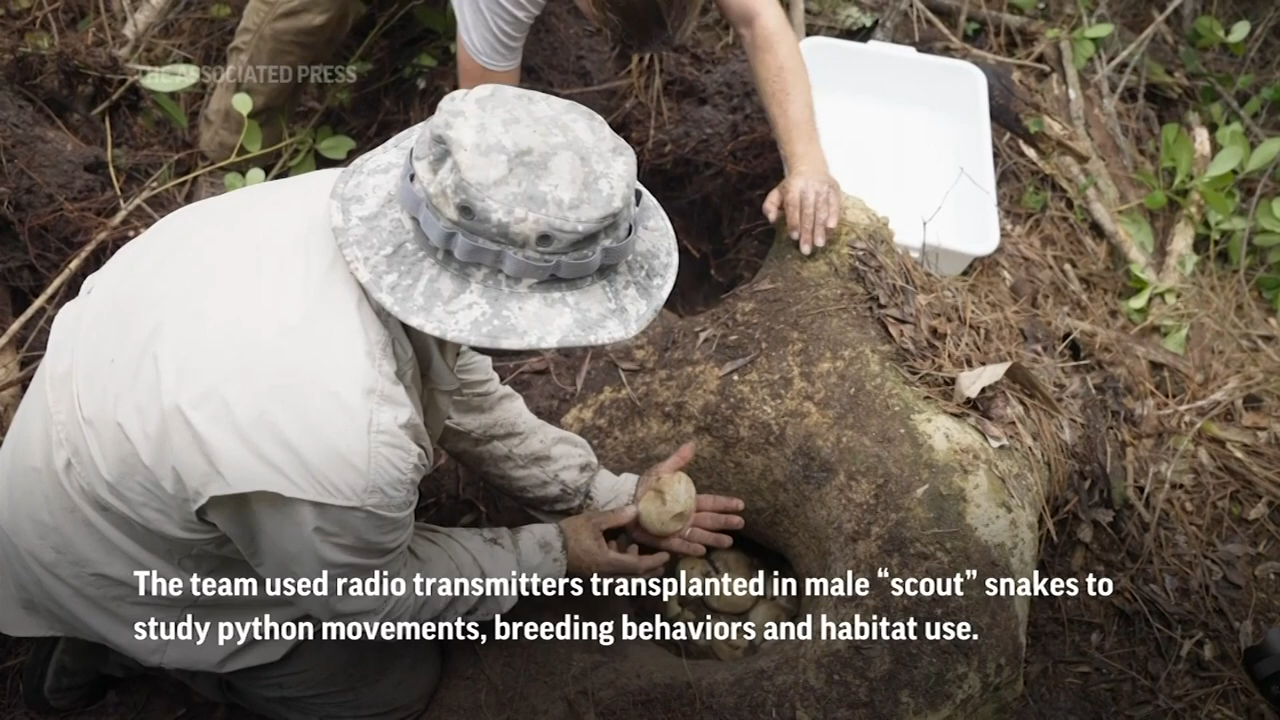 THE ASSOCIATED PRESS
The team used radio transmitters transplanted in male “scout” snakes to
study python movements, breeding behaviors and habitat use.